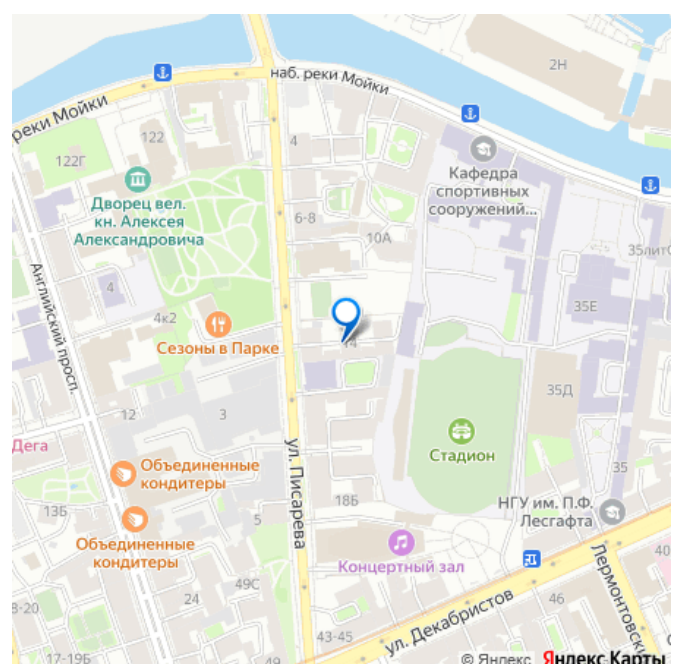 2Н
наб. реки Мойки
реки Мойки
122
4
122Г
Кафедра
спортивных
сооружений...
Дворец вел.
кн. Алексея
Александровича
6-8
10А
35лит
Английский просп.
4
35Е
4к2
Сезоны в Парке
14
35Д
12
3
Дега
ул. Писарева
Стадион
Объединенные
кондитеры
35
18Б
НГУ им. П.Ф.
Лесгафта
13Б
5
Объединенные
кондитеры
Концертный зал
Лермонтовск
40
49С
8-20
24
46
ул. Декабристов
43-45
17-19Б
© Яндекс Яндекс Карты